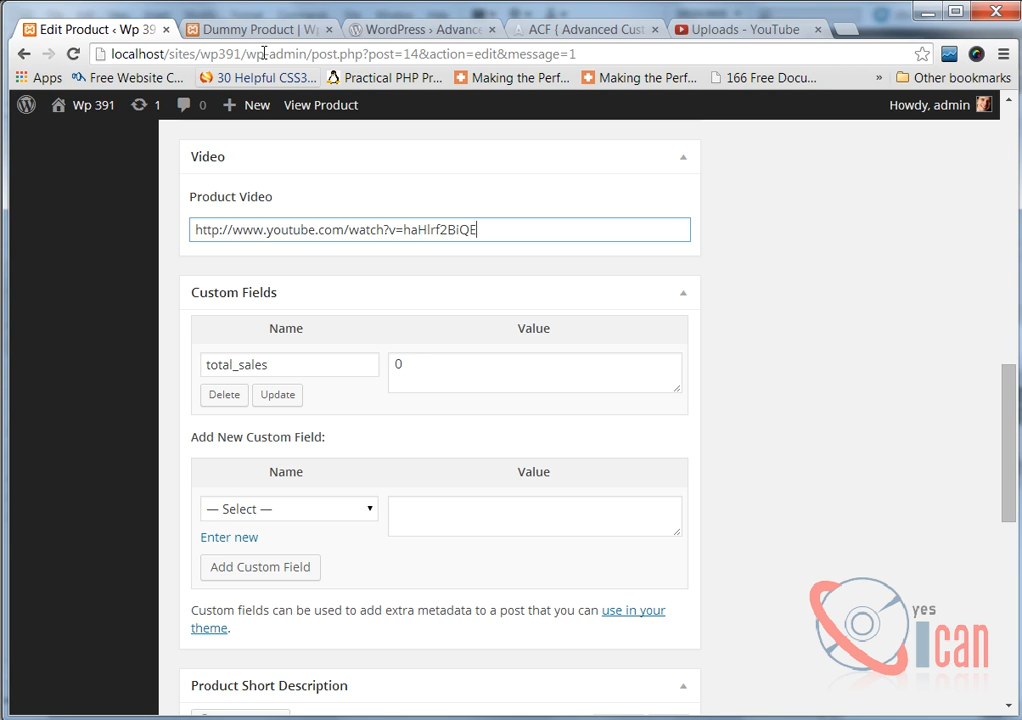 Edit Product ‹ Wp 39
Dummy Product | W
WordPress › Advanc
ACF { Advanced Cust
Uploads - YouTube
localhost/sites/wp391/wp-admin/post.php?post=14&action=edit&message=1
Apps
Free Website C...
30 Helpful CSS3...
Practical PHP Pr...
Making the Perf...
Making the Perf...
166 Free Docu...
»
Other bookmarks
Wp 391
1
0
New
View Product
Howdy, admin
Video
Product Video
http://www.youtube.com/watch?v=haHlrf2BiQE
Custom Fields
Name
Value
total_sales
0
Delete
Update
Add New Custom Field:
Name
Value
— Select —
Enter new
Add Custom Field
Custom fields can be used to add extra metadata to a post that you can use in your
theme.
yes
ican
Product Short Description